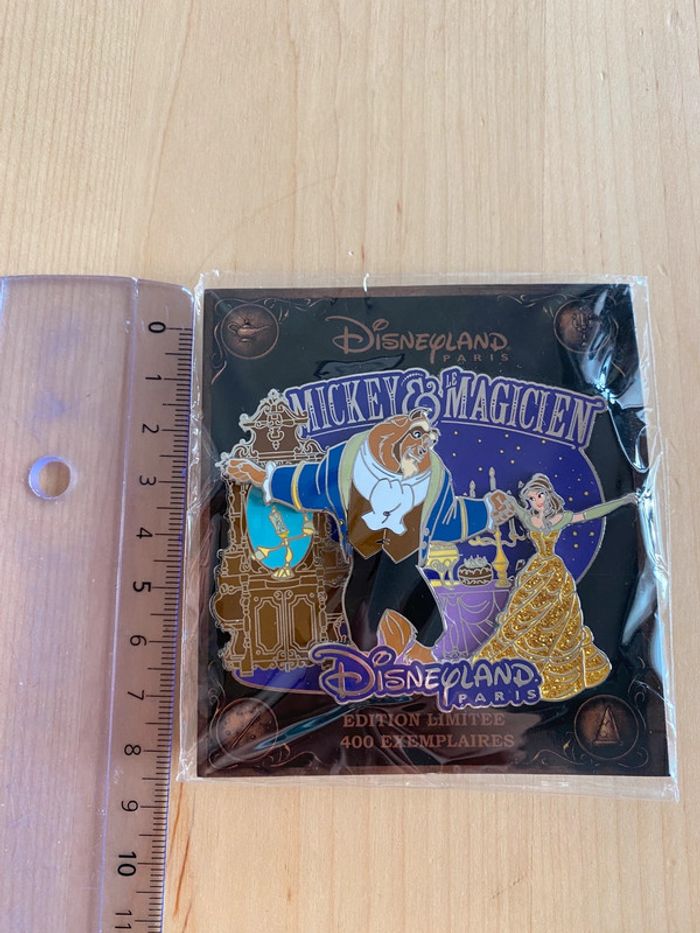 DISNEYLAND
PARIS
MICKEY & LE MAGICIEN
DISNEYLAND
PARIS
EDITION LIMITÉE
400 EXEMPLAIRES
0
1
2
3
4
5
6
7
8
9
10
11